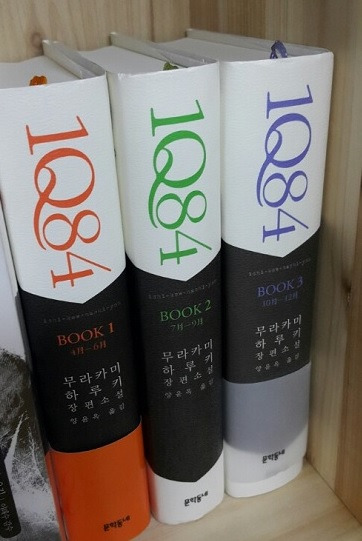 1Q84
BOOK 1
4月~6月
무라카미
하루키
장편소설
양윤옥 옮김
문학동네
1Q84
BOOK 2
7月~9月
무라카미
하루키
장편소설
양윤옥 옮김
문학동네
1Q84
BOOK 3
10月~12月
무라카미
하루키
장편소설
양윤옥 옮김
문학동네